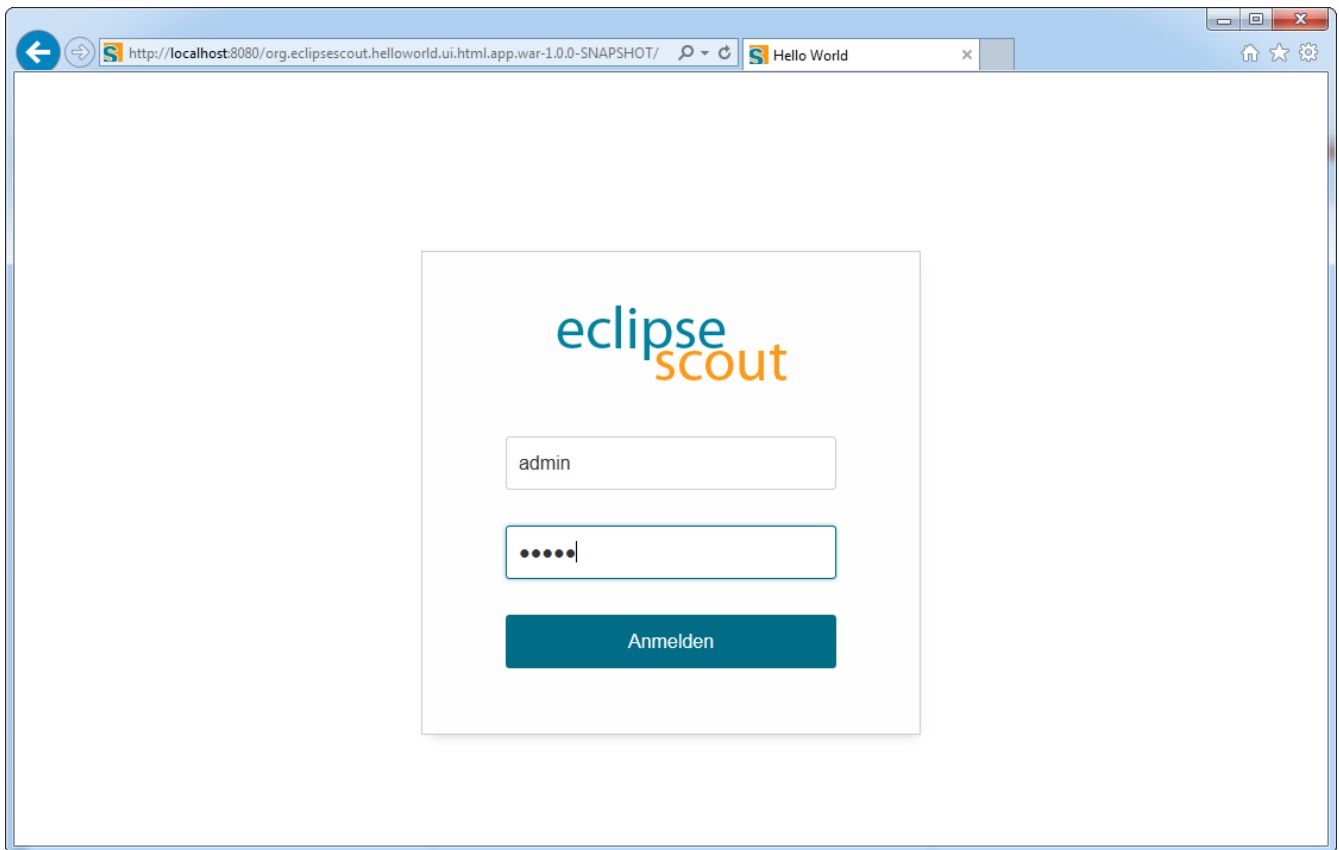 http://localhost:8080/org.eclipsescout.helloworld.ui.html.app.war-1.0.0-SNAPSHOT/
Hello World
eclipse
scout
admin
•••••
Anmelden